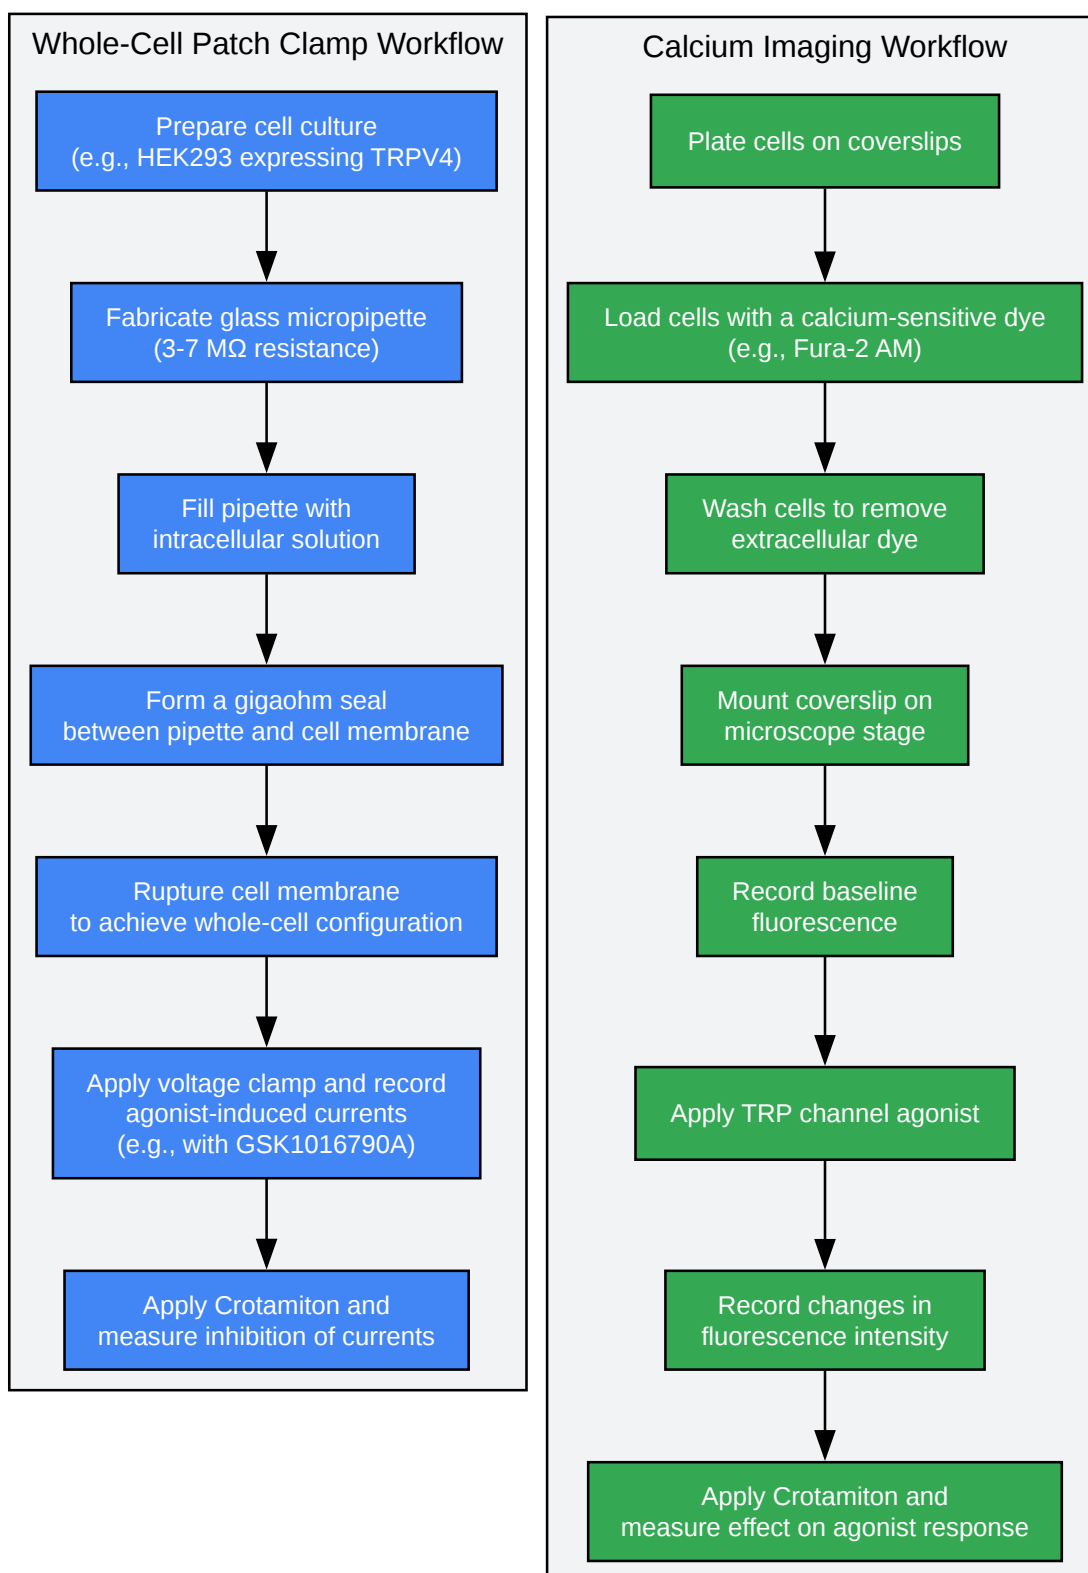 Whole-Cell Patch Clamp Workflow
Prepare cell culture
(e.g., HEK293 expressing TRPV4)
Fabricate glass micropipette
(3-7 MΩ resistance)
Fill pipette with
intracellular solution
Form a gigaohm seal
between pipette and cell membrane
Rupture cell membrane
to achieve whole-cell configuration
Apply voltage clamp and record
agonist-induced currents
(e.g., with GSK1016790A)
Apply Crotamiton and
measure inhibition of currents
Calcium Imaging Workflow
Plate cells on coverslips
Load cells with a calcium-sensitive dye
(e.g., Fura-2 AM)
Wash cells to remove
extracellular dye
Mount coverslip on
microscope stage
Record baseline
fluorescence
Apply TRP channel agonist
Record changes in
fluorescence intensity
Apply Crotamiton and
measure effect on agonist response